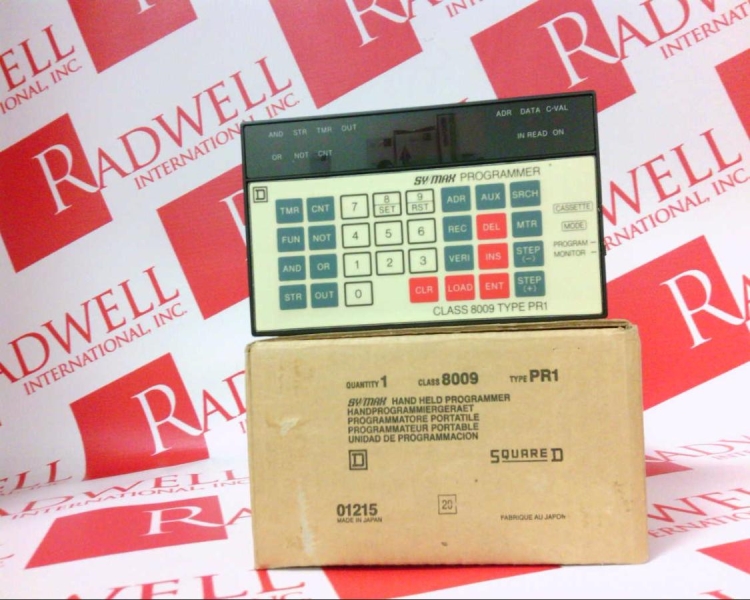 AND STR TMR OUT
ADR DATA C-VAL
OR NOT CNT
IN READ ON
SY/MAX PROGRAMMER
D
TMR CNT 7 8 SET 9 RST ADR AUX SRCH
FUN NOT 4 5 6 REC DEL MTR
AND OR 1 2 3 VERI INS STEP (-)
STR OUT 0 CLR LOAD ENT STEP (+)
CASSETTE
MODE
PROGRAM
MONITOR
CLASS 8009 TYPE PR1
QUANTITY 1 CLASS 8009 TYPE PR1
SY/MAX HAND HELD PROGRAMMER
HANDPROGRAMMIERGERAET
PROGRAMMATORE PORTATILE
PROGRAMMATEUR PORTABLE
UNIDAD DE PROGRAMMACION
D
SQUARE D
01215
MADE IN JAPAN
20
FABRIQUE AU JAPON
RADWELL
INTERNATIONAL, INC.